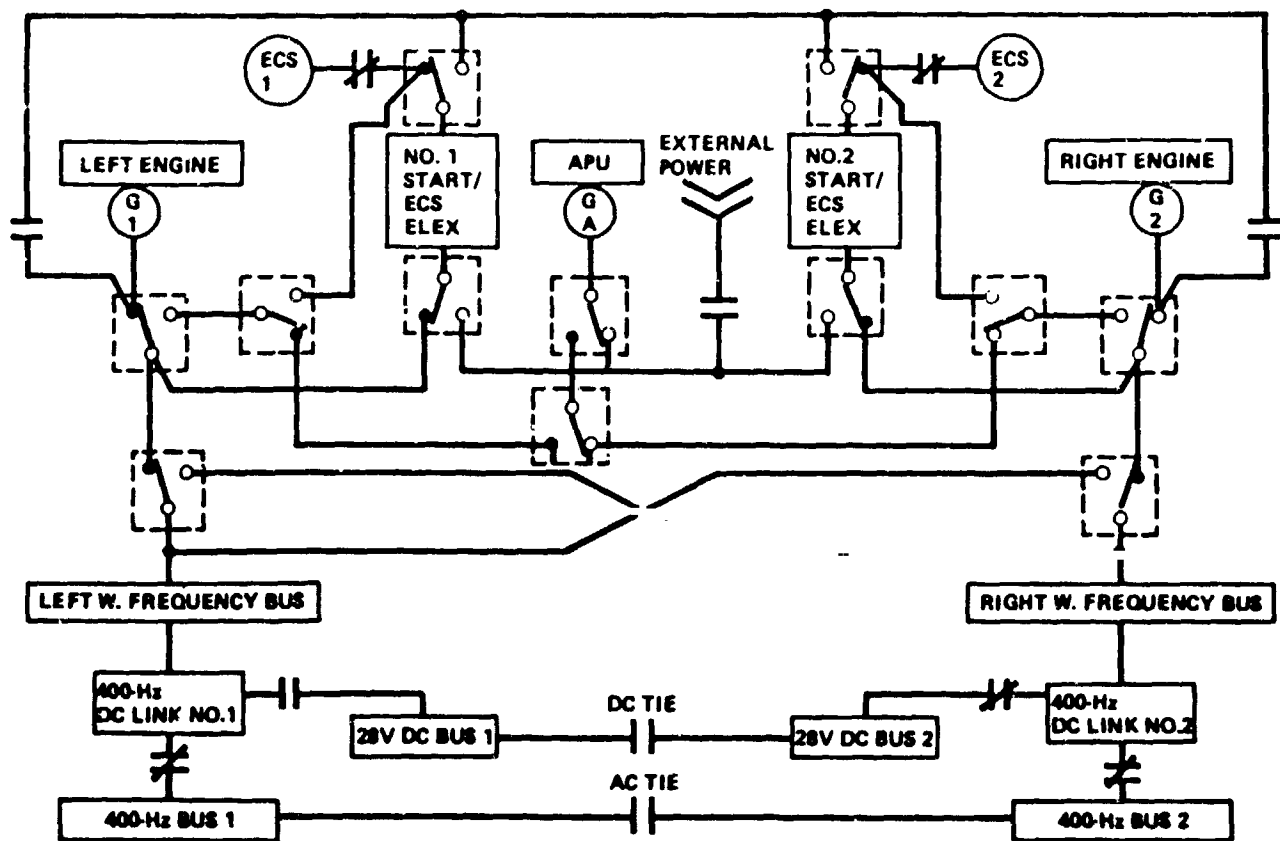 ECS
1
ECS
2
LEFT ENGINE
NO. 1
START/
ECS
ELEX
APU
EXTERNAL
POWER
NO.2
START/
ECS
ELEX
RIGHT ENGINE
G
1
G
A
G
2
LEFT W. FREQUENCY BUS
RIGHT W. FREQUENCY BUS
400-Hz
DC LINK NO.1
DC TIE
400-Hz
DC LINK NO.2
28V DC BUS 1
28V DC BUS 2
AC TIE
400-Hz BUS 1
400-Hz BUS 2